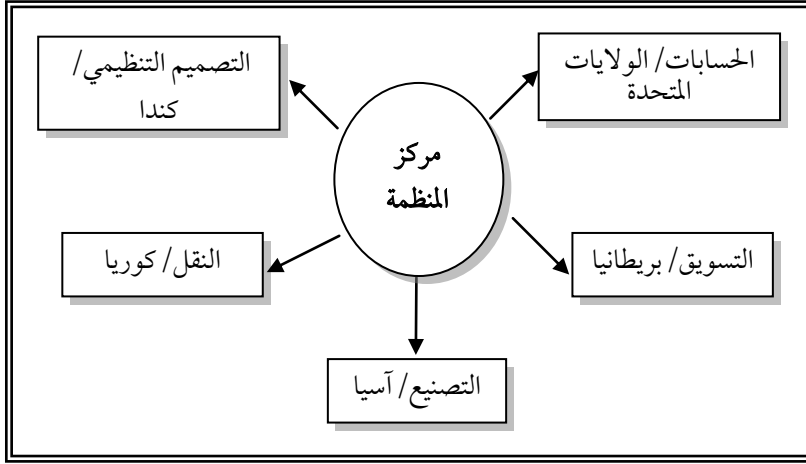 الحسابات/ الولايات
المتحدة
التصميم التنظيمي/
كندا
مركز
المنظمة
التسويق/ بريطانيا
النقل/ كوريا
التصنيع/ آسيا